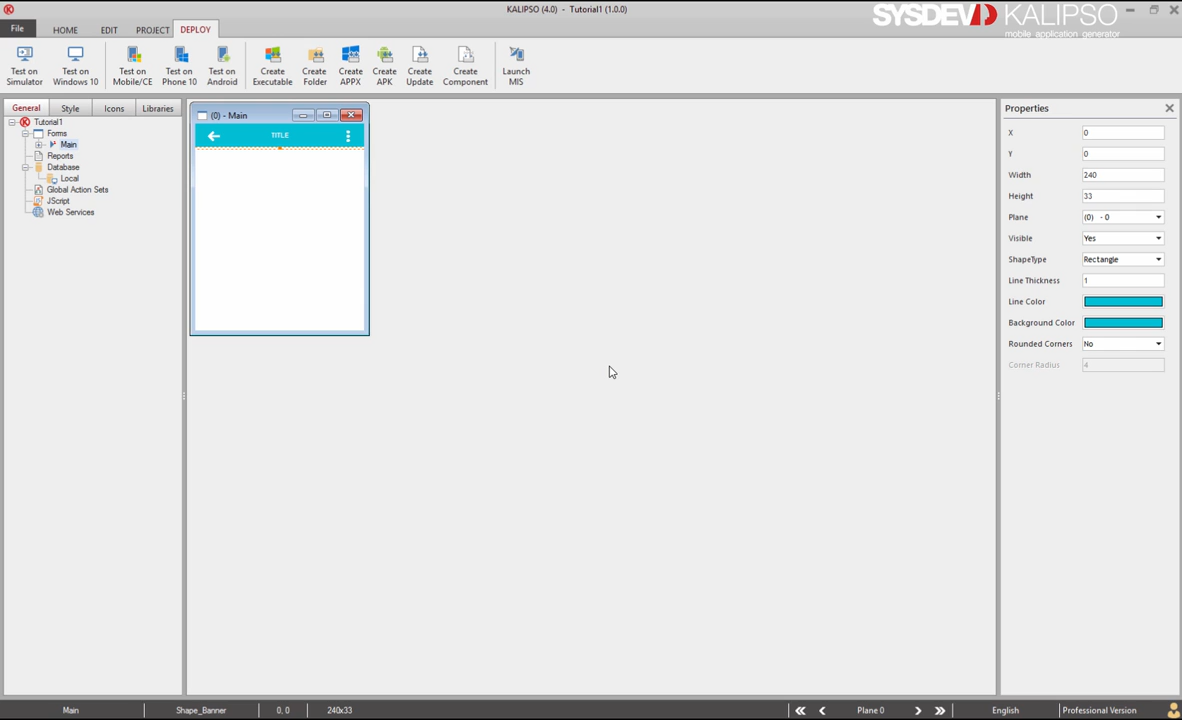 KALIPSO (4.0) - Tutorial1 (1.0.0)
SYSDEV KALIPSO
mobile application generator
File HOME EDIT PROJECT DEPLOY
Test on Simulator
Test on Windows 10
Test on Mobile/CE
Test on Phone 10
Test on Android
Create Executable
Create Folder
Create APPX
Create APK
Create Update
Create Component
Launch MIS
General Style Icons Libraries
Tutorial1
Forms
Main
Reports
Database
Local
Global Action Sets
JScript
Web Services
(0) - Main
TITLE
Properties
X 0
Y 0
Width 240
Height 33
Plane (0) - 0
Visible Yes
ShapeType Rectangle
Line Thickness 1
Line Color
Background Color
Rounded Corners No
Corner Radius 4
Main Shape_Banner 0, 0 240x33 Plane 0 English Professional Version